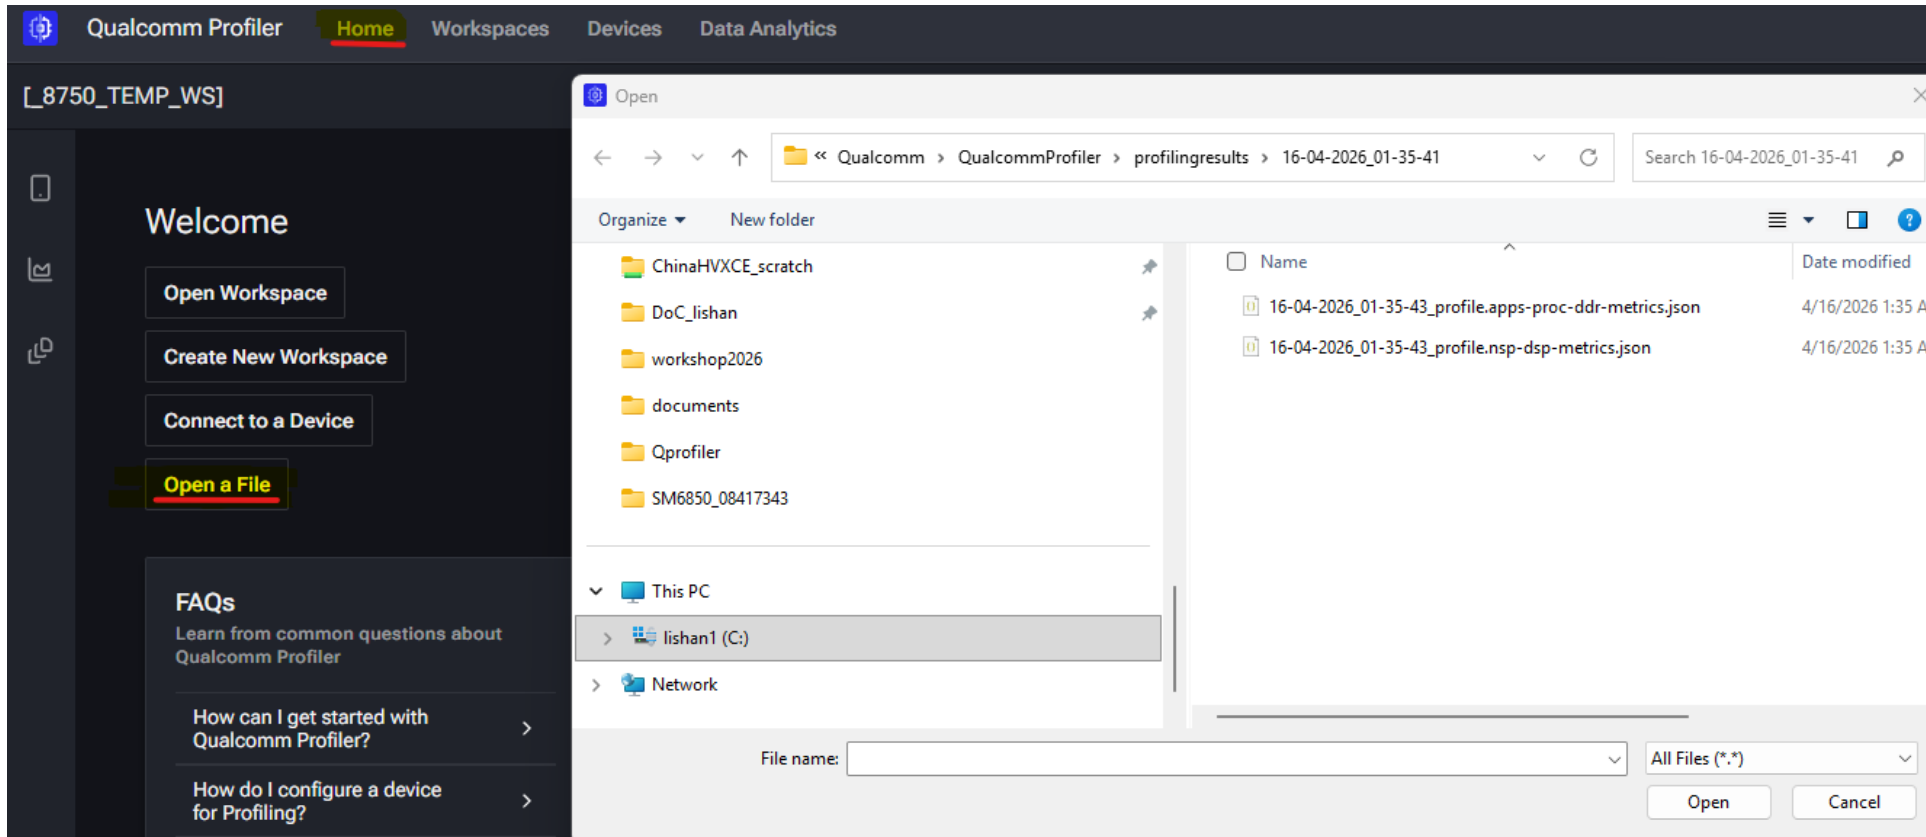 Qualcomm Profiler Home Workspaces Devices Data Analytics
[_8750_TEMP_WS]
Welcome
Open Workspace
Create New Workspace
Connect to a Device
Open a File
FAQs
Learn from common questions about
Qualcomm Profiler
How can I get started with
Qualcomm Profiler?
How do I configure a device
for Profiling?
Open
« Qualcomm > QualcommProfiler > profilingresults > 16-04-2026_01-35-41
Search 16-04-2026_01-35-41
Organize New folder
ChinaHVXCE_scratch
DoC_lishan
workshop2026
documents
Qprofiler
SM6850_08417343
This PC
lishan1 (C:)
Network
Name Date modified
16-04-2026_01-35-43_profile.apps-proc-ddr-metrics.json 4/16/2026 1:35 A
16-04-2026_01-35-43_profile.nsp-dsp-metrics.json 4/16/2026 1:35 A
File name: All Files (*.*)
Open Cancel